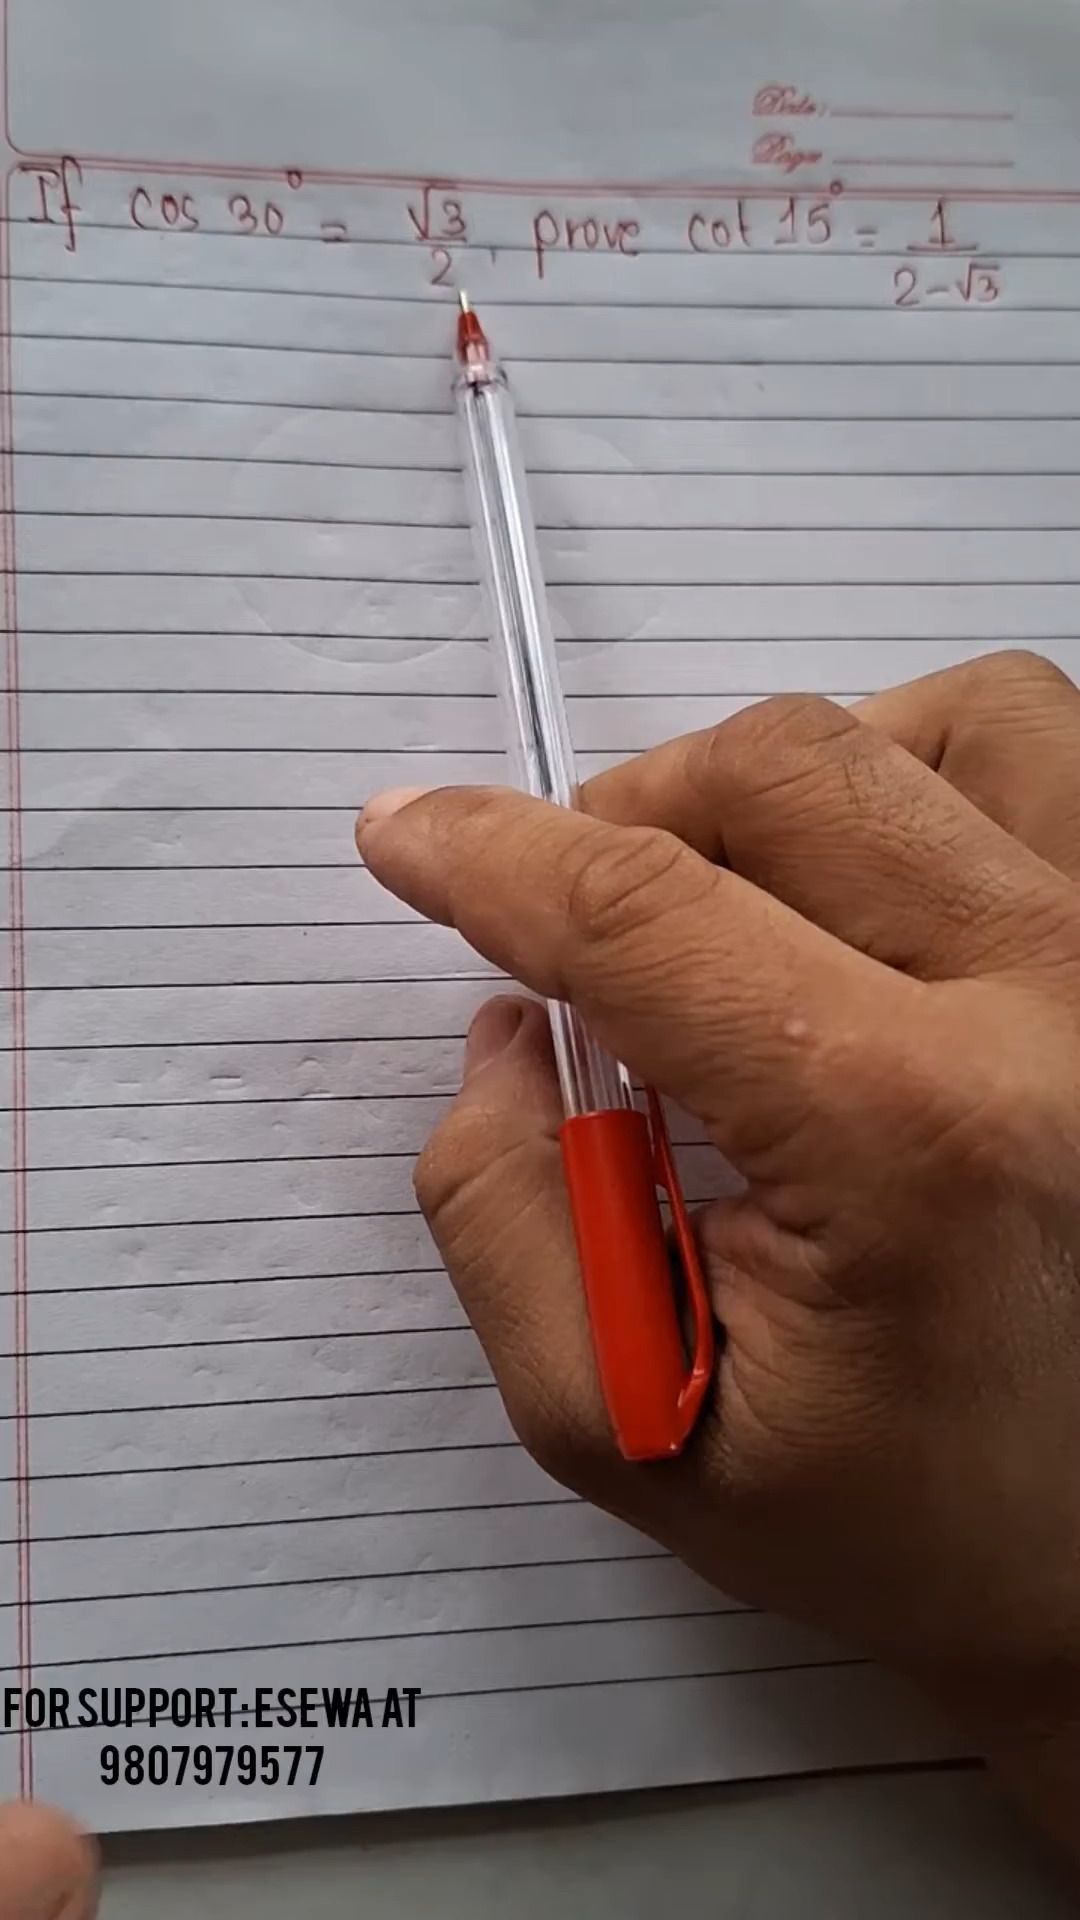 Date:
Page
If cos 30° = √3/2, prove cot 15° = 1/(2-√3)
FOR SUPPORT: ESEWA AT
9807979577